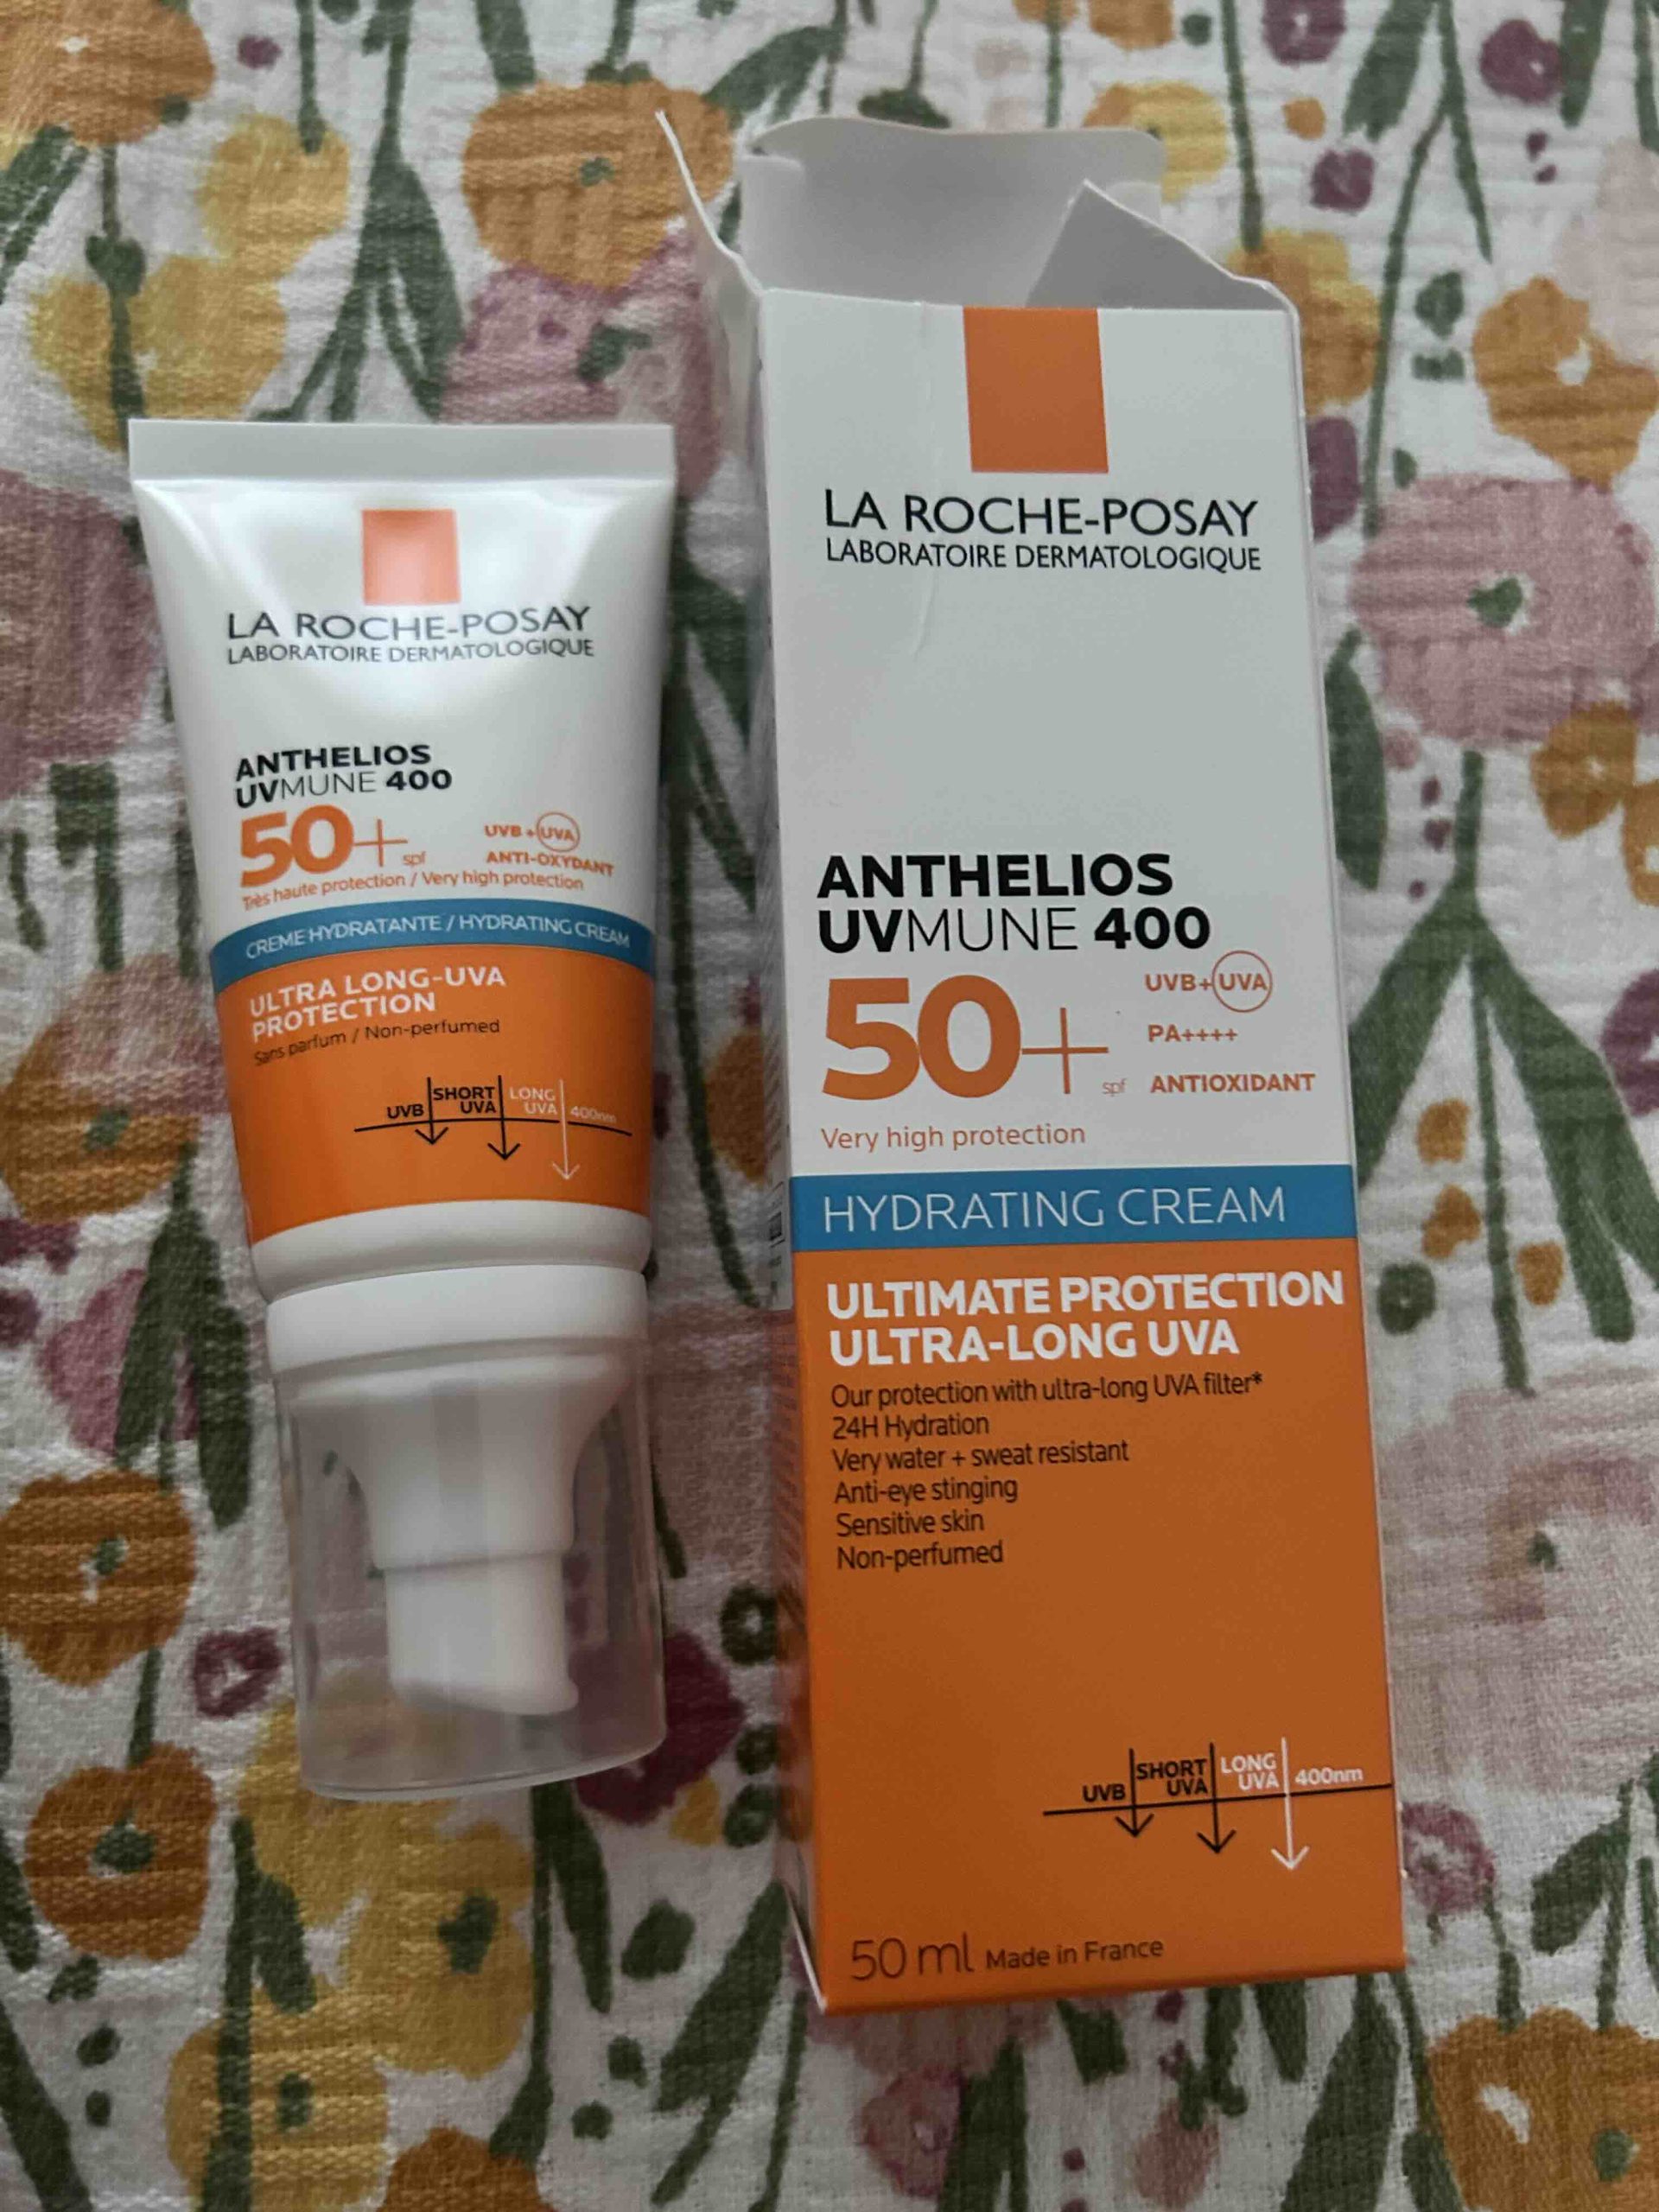 LA ROCHE-POSAY
LABORATOIRE DERMATOLOGIQUE
ANTHELIOS
UVMUNE 400
50+ spf
UVB + UVA
ANTI-OXYDANT
Très haute protection / Very high protection
CREME HYDRATANTE / HYDRATING CREAM
ULTRA LONG-UVA
PROTECTION
Sans parfum / Non-perfumed
UVB SHORT UVA LONG UVA 400nm
LA ROCHE-POSAY
LABORATOIRE DERMATOLOGIQUE
ANTHELIOS
UVMUNE 400
50+ spf
UVB+UVA
PA++++
ANTIOXIDANT
Very high protection
HYDRATING CREAM
ULTIMATE PROTECTION
ULTRA-LONG UVA
Our protection with ultra-long UVA filter*
24H Hydration
Very water + sweat resistant
Anti-eye stinging
Sensitive skin
Non-perfumed
UVB SHORT UVA LONG UVA 400nm
50 ml Made in France